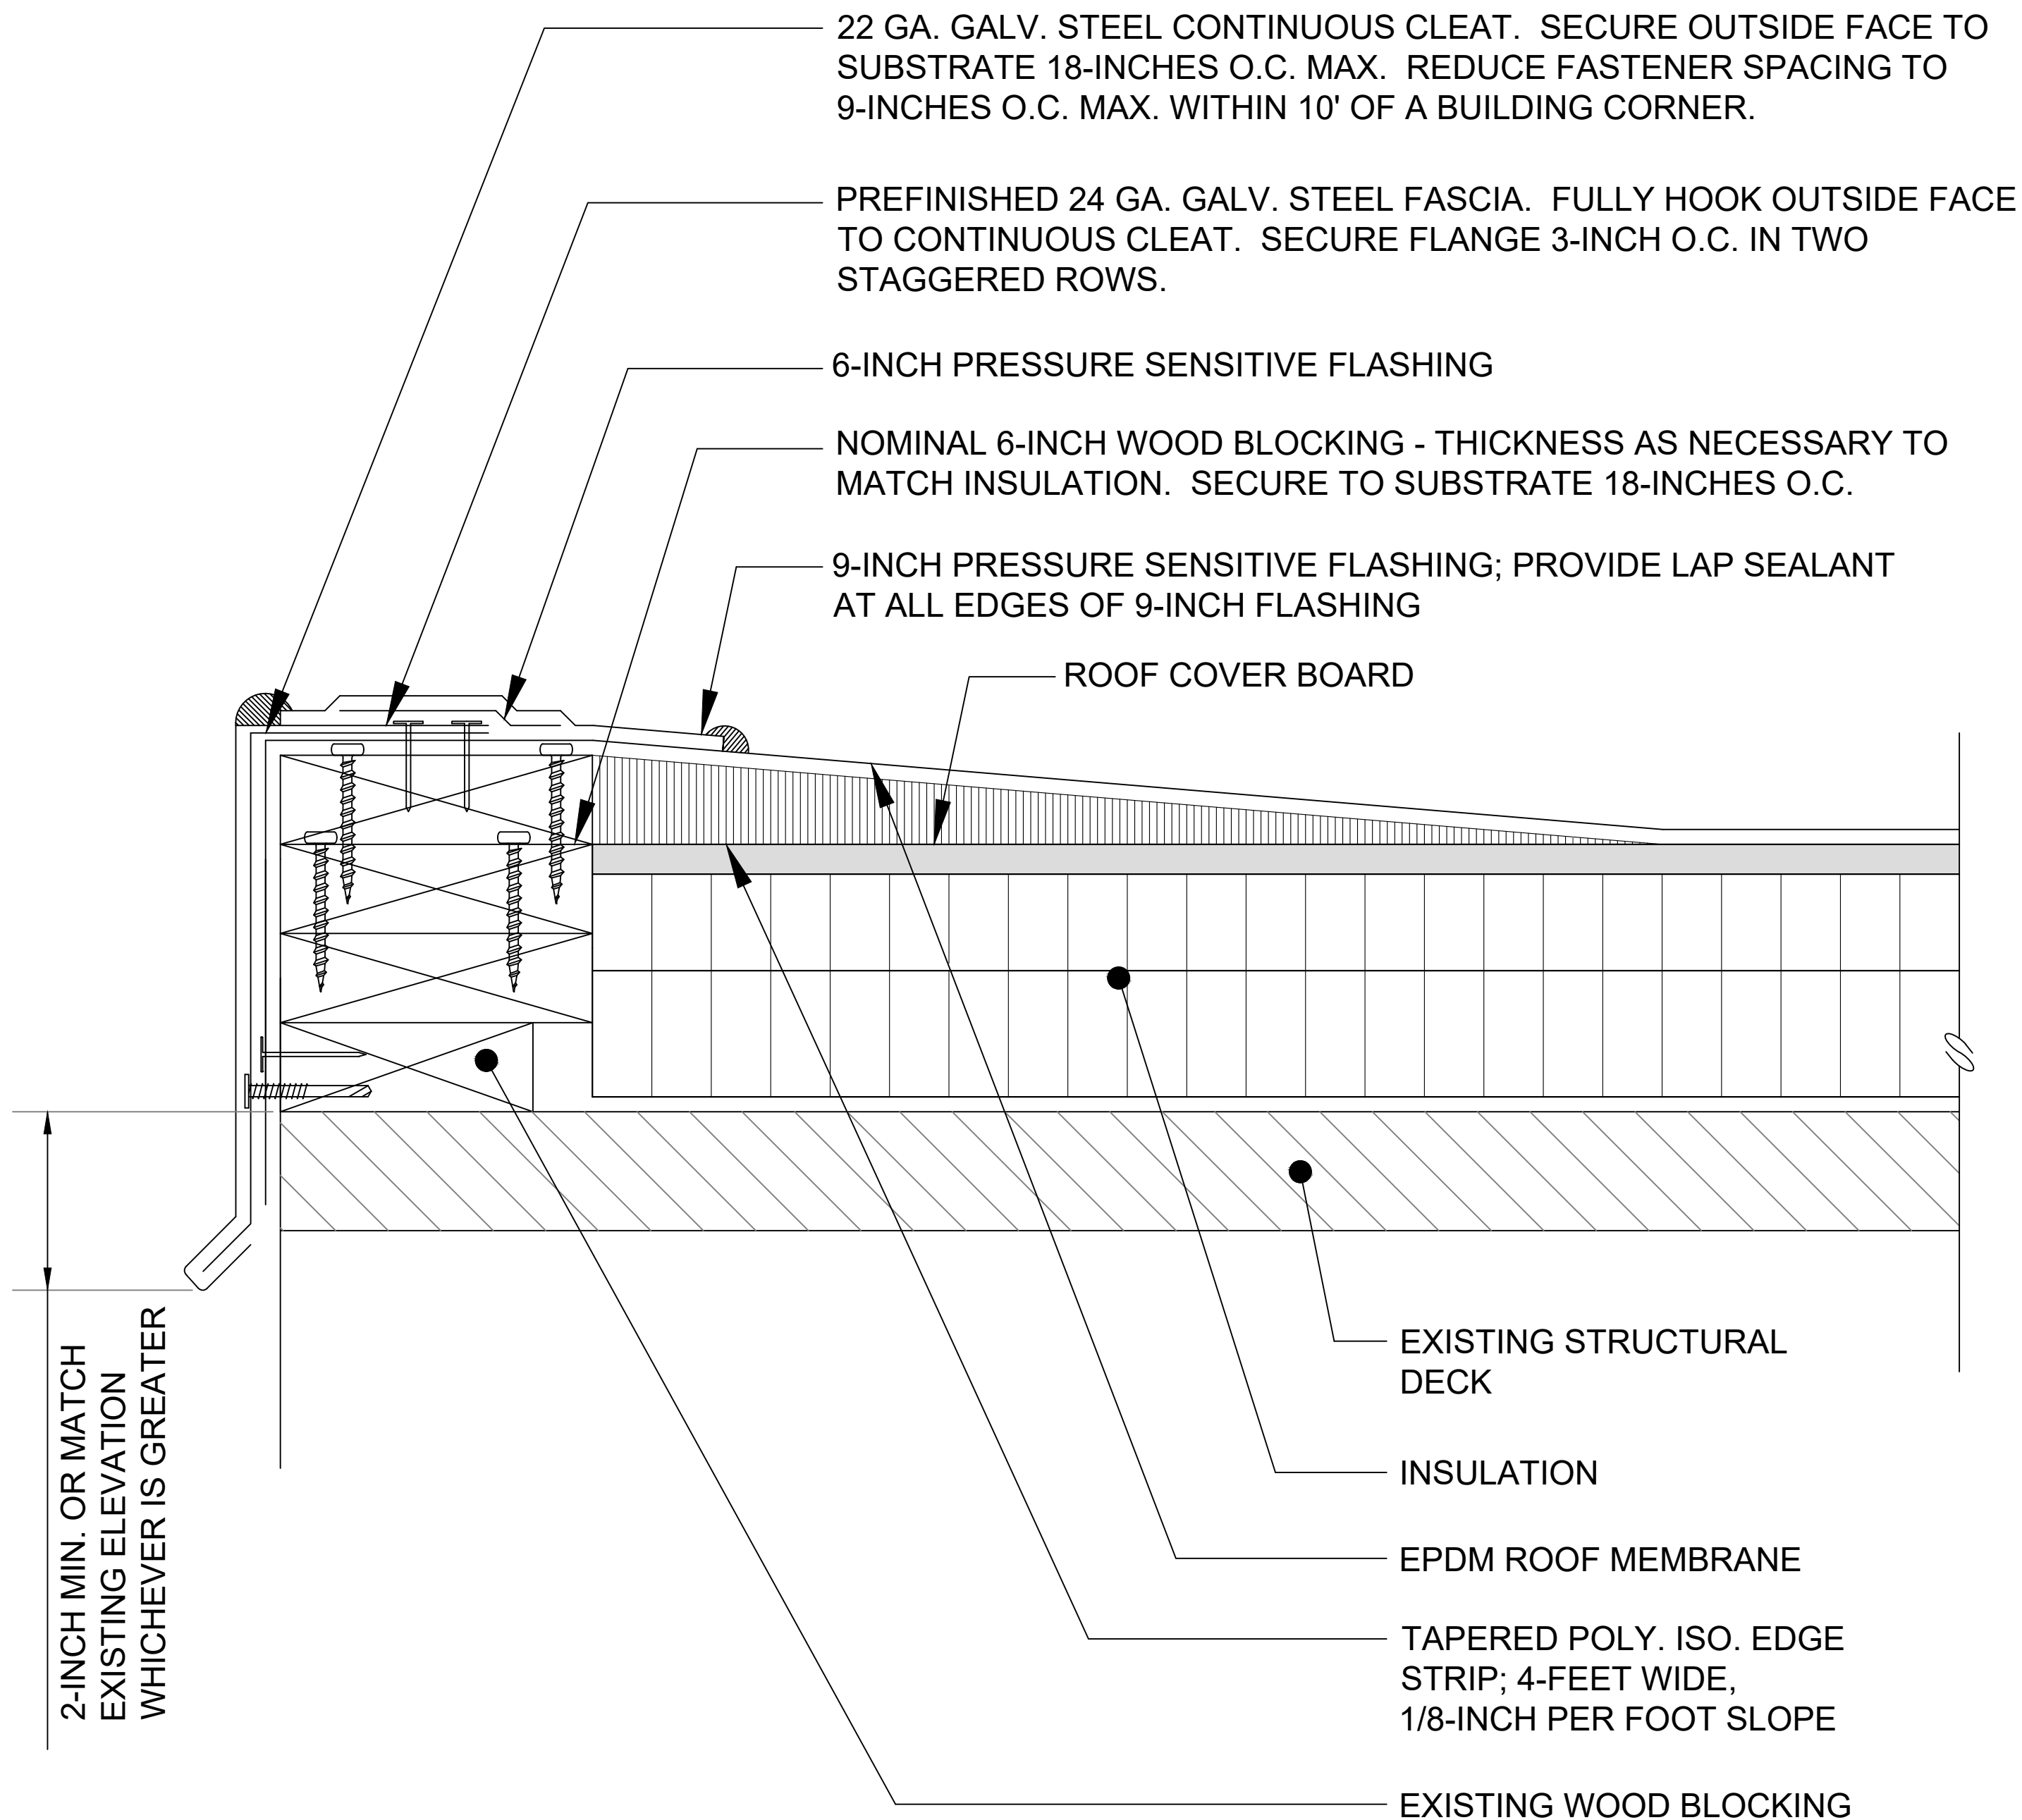 22 GA. GALV. STEEL CONTINUOUS CLEAT.  SECURE OUTSIDE FACE TO
SUBSTRATE 18-INCHES O.C. MAX.  REDUCE FASTENER SPACING TO
9-INCHES O.C. MAX. WITHIN 10' OF A BUILDING CORNER.
PREFINISHED 24 GA. GALV. STEEL FASCIA.  FULLY HOOK OUTSIDE FACE
TO CONTINUOUS CLEAT.  SECURE FLANGE 3-INCH O.C. IN TWO
STAGGERED ROWS.
6-INCH PRESSURE SENSITIVE FLASHING
NOMINAL 6-INCH WOOD BLOCKING - THICKNESS AS NECESSARY TO
MATCH INSULATION.  SECURE TO SUBSTRATE 18-INCHES O.C.
9-INCH PRESSURE SENSITIVE FLASHING; PROVIDE LAP SEALANT
AT ALL EDGES OF 9-INCH FLASHING
ROOF COVER BOARD
2-INCH MIN. OR MATCH
EXISTING ELEVATION
WHICHEVER IS GREATER
EXISTING STRUCTURAL
DECK
INSULATION
EPDM ROOF MEMBRANE
TAPERED POLY. ISO. EDGE
STRIP; 4-FEET WIDE,
1/8-INCH PER FOOT SLOPE
EXISTING WOOD BLOCKING